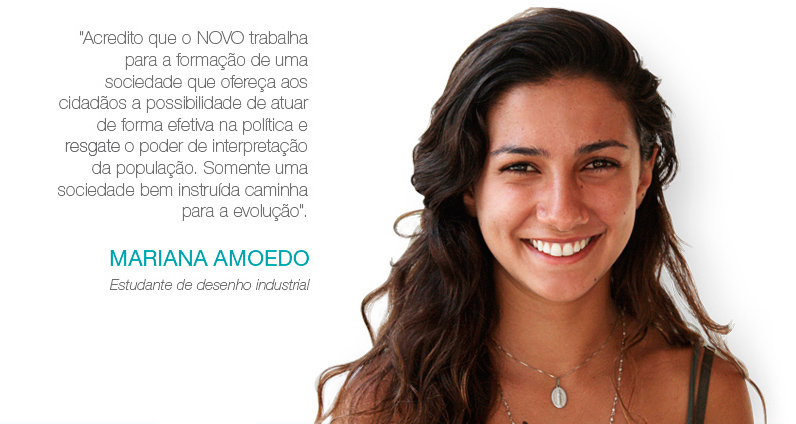 "Acredito que o NOVO trabalha
para a formação de uma
sociedade que ofereça aos
cidadãos a possibilidade de atuar
de forma efetiva na política e
resgate o poder de interpretação
da população. Somente uma
sociedade bem instruída caminha
para a evolução".
MARIANA AMOEDO
Estudante de desenho industrial